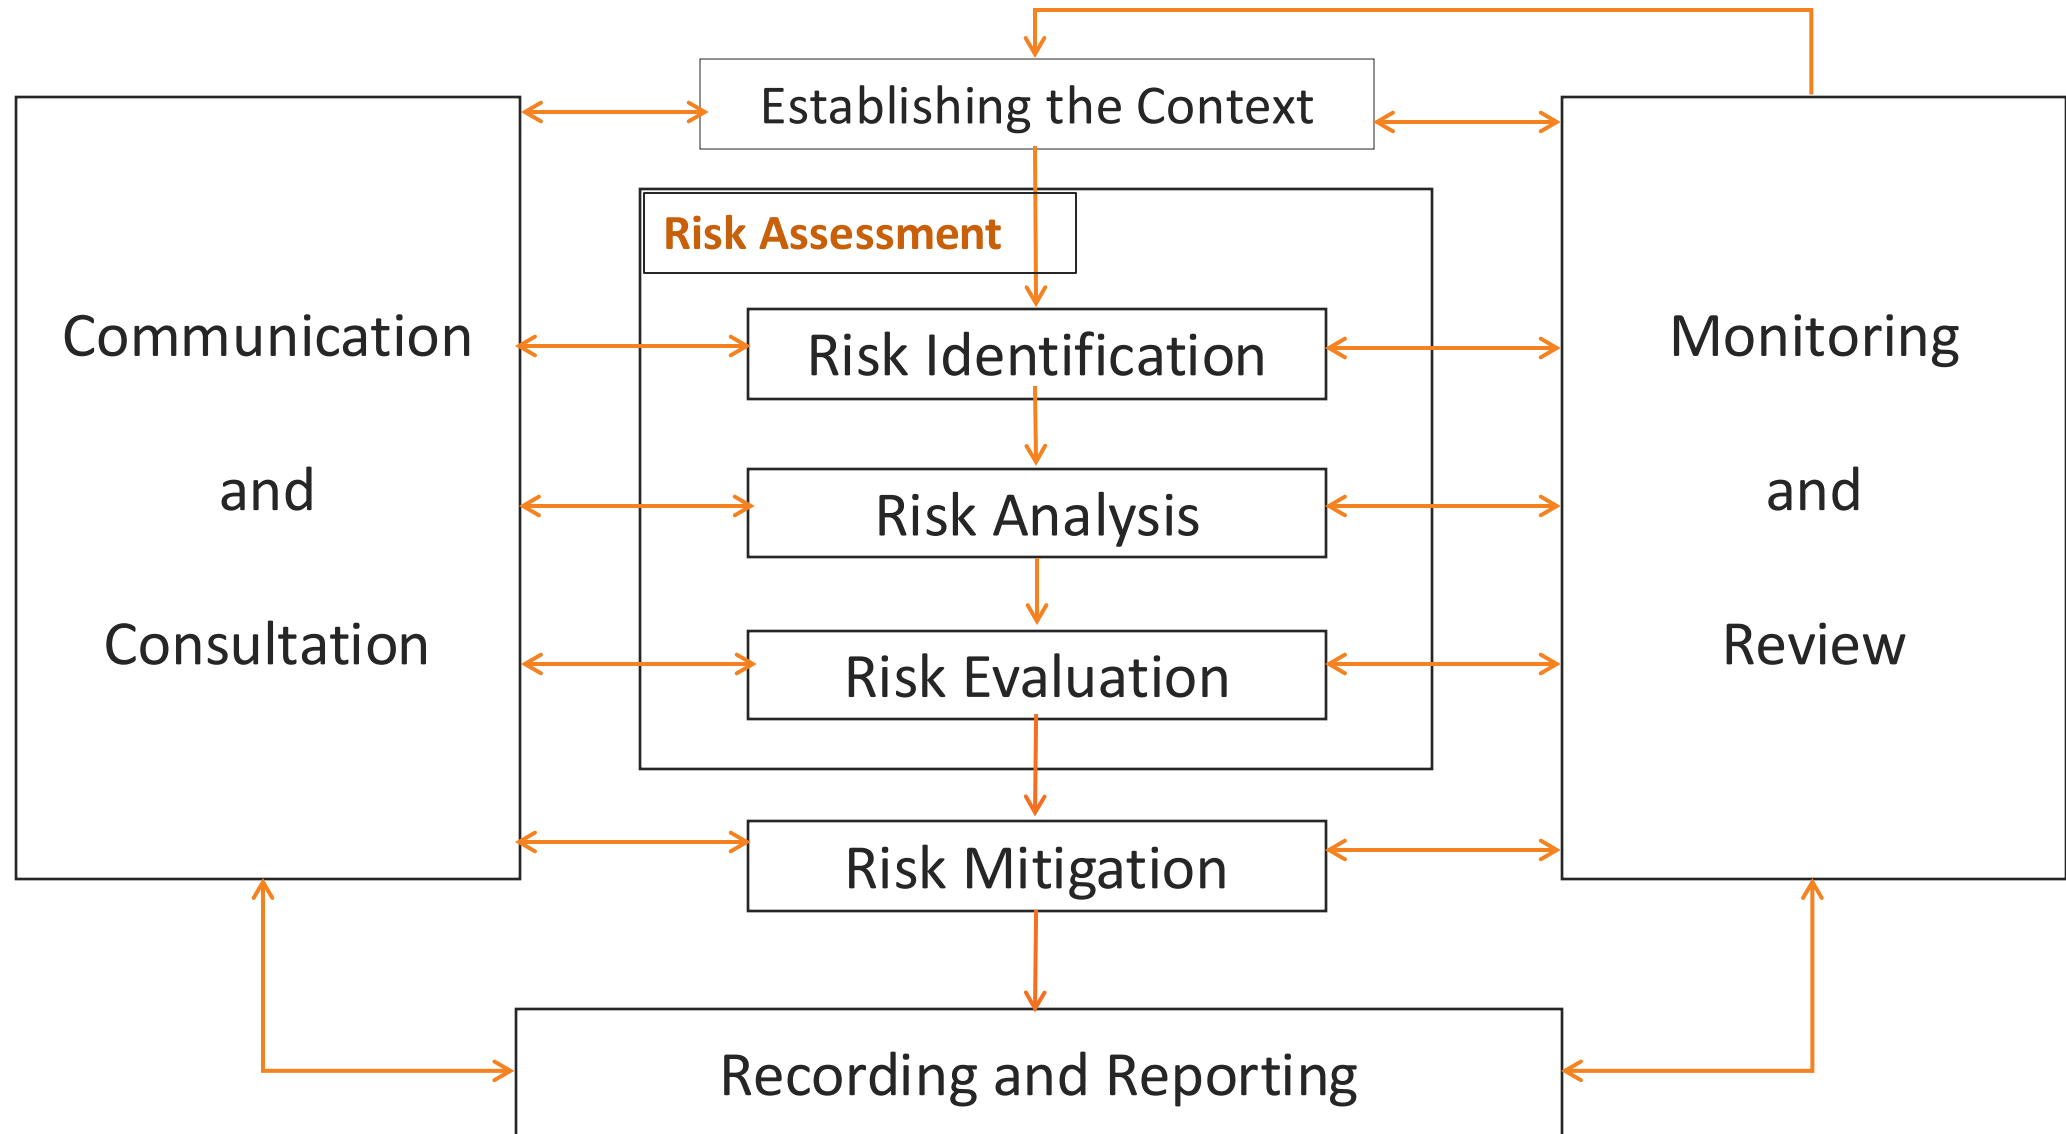 Establishing the Context
Risk Assessment
Communication
and
Consultation
Risk Identification
Risk Analysis
Risk Evaluation
Risk Mitigation
Monitoring
and
Review
Recording and Reporting